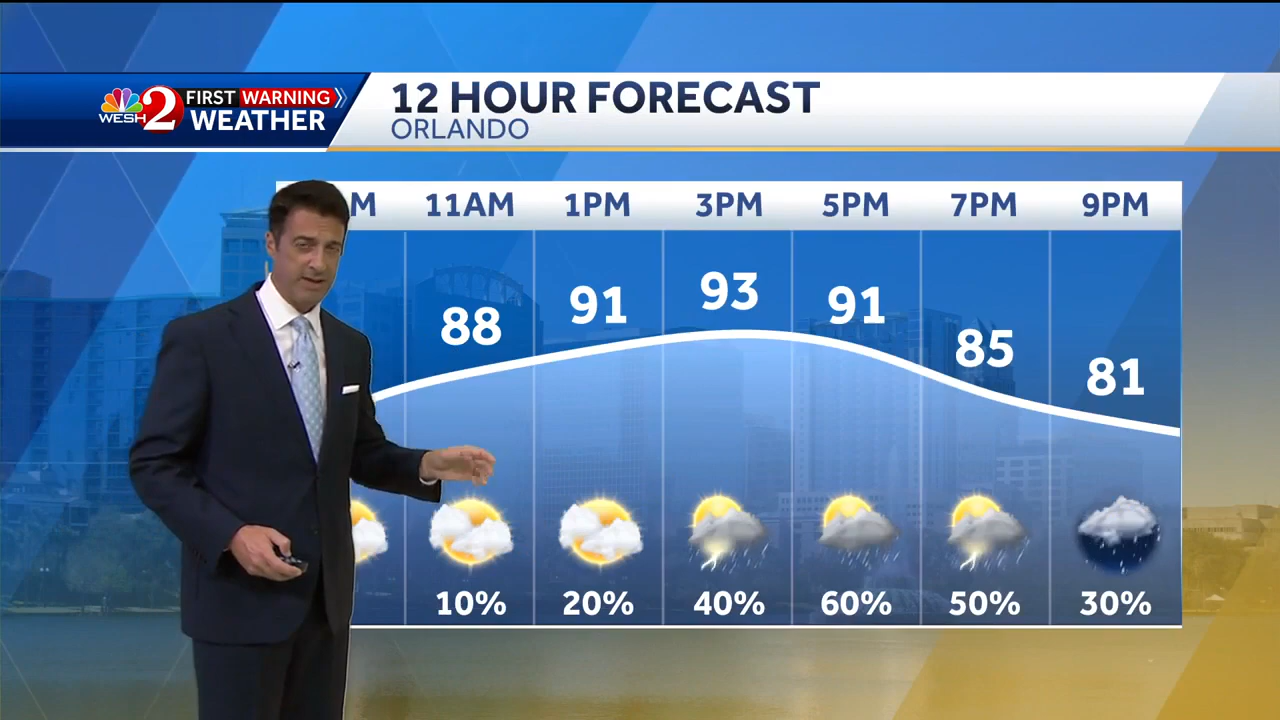 WESH 2 FIRST WARNING
WEATHER
12 HOUR FORECAST
ORLANDO
M 11AM 1PM 3PM 5PM 7PM 9PM
88 91 93 91 85 81
10% 20% 40% 60% 50% 30%